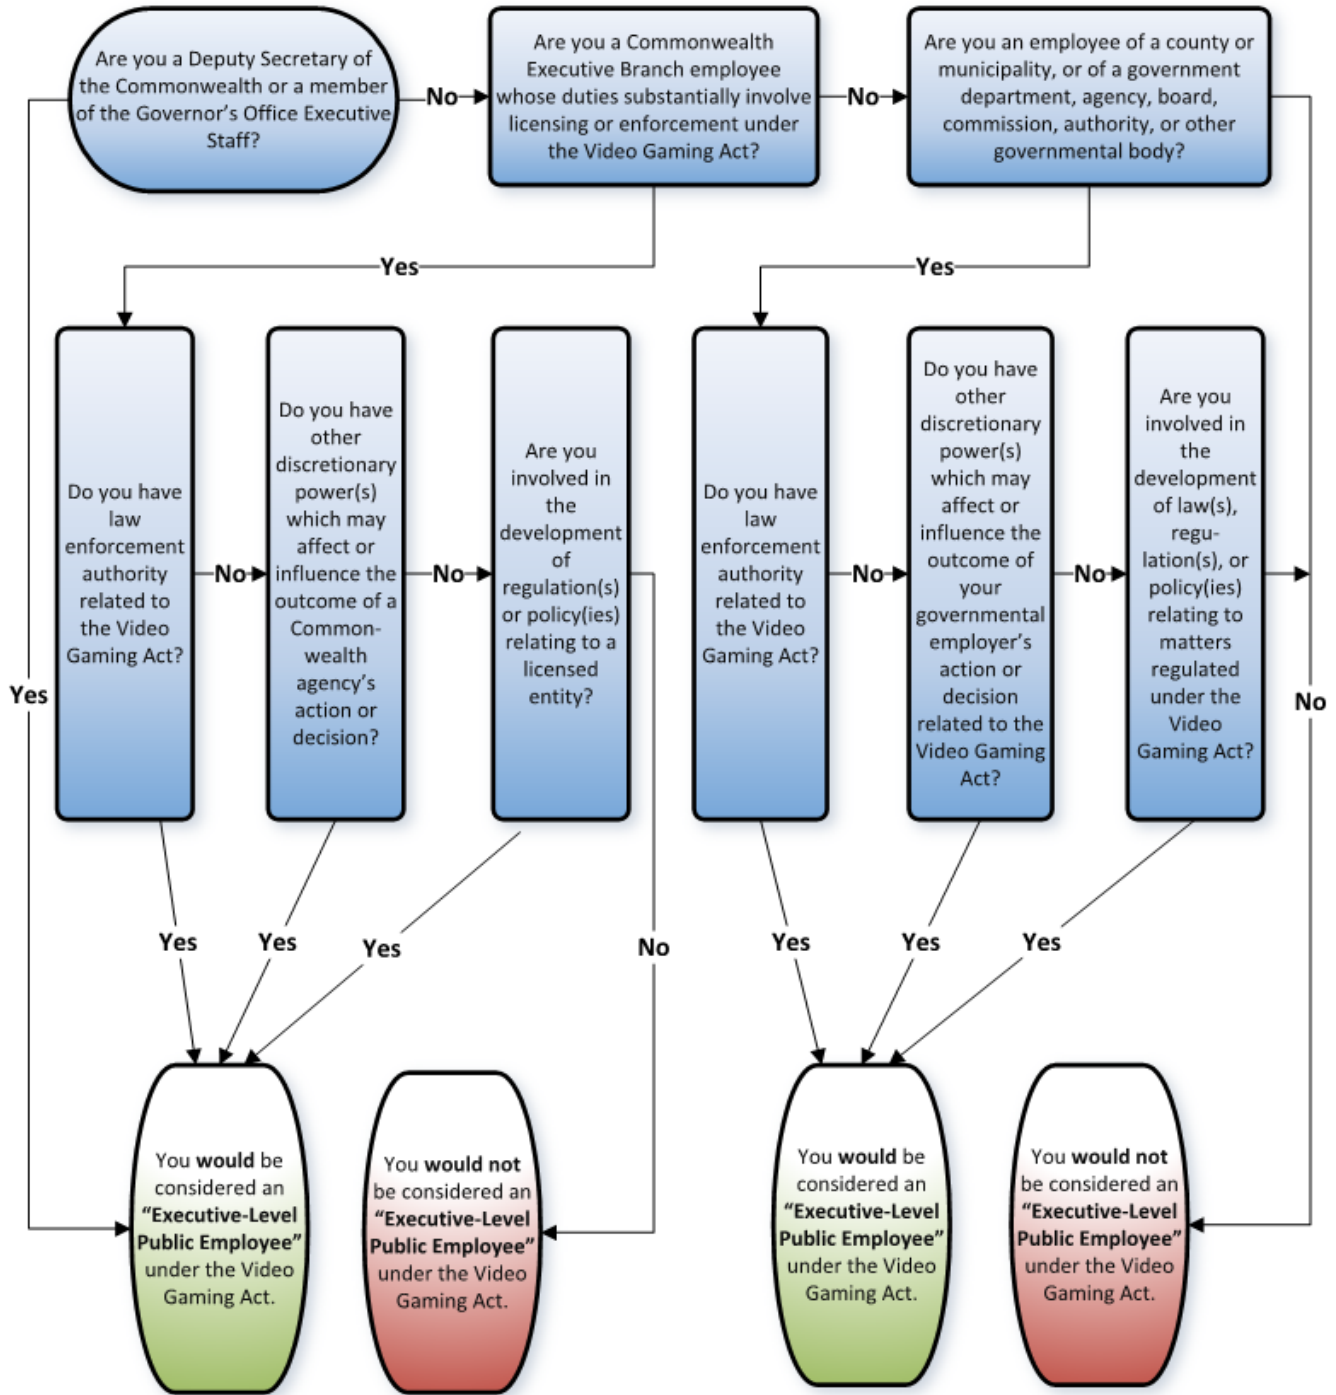 Are you a Deputy Secretary of
the Commonwealth or a member
of the Governor's Office Executive
Staff?
No
Are you a Commonwealth
Executive Branch employee
whose duties substantially involve
licensing or enforcement under
the Video Gaming Act?
No
Are you an employee of a county or
municipality, or of a government
department, agency, board,
commission, authority, or other
governmental body?
Yes
Yes
Do you have
law
enforcement
authority
related to
the Video
Gaming Act?
No
Do you have
other
discretionary
power(s)
which may
affect or
influence the
outcome of a
Common-
wealth
agency's
action or
decision?
No
Are you
involved in
the
development
of
regulation(s)
or policy(ies)
relating to a
licensed
entity?
Do you have
law
enforcement
authority
related to
the Video
Gaming Act?
No
Do you have
other
discretionary
power(s)
which may
affect or
influence the
outcome of
your
governmental
employer's
action or
decision
related to the
Video Gaming
Act?
No
Are you
involved in
the
development
of law(s),
regu-
lation(s), or
policy(ies)
relating to
matters
regulated
under the
Video
Gaming Act?
Yes
No
Yes
Yes
Yes
No
Yes
Yes
Yes
You would be
considered an
“Executive-Level
Public Employee”
under the Video
Gaming Act.
You would not
be considered an
“Executive-Level
Public Employee”
under the Video
Gaming Act.
You would be
considered an
“Executive-Level
Public Employee”
under the Video
Gaming Act.
You would not
be considered an
“Executive-Level
Public Employee”
under the Video
Gaming Act.